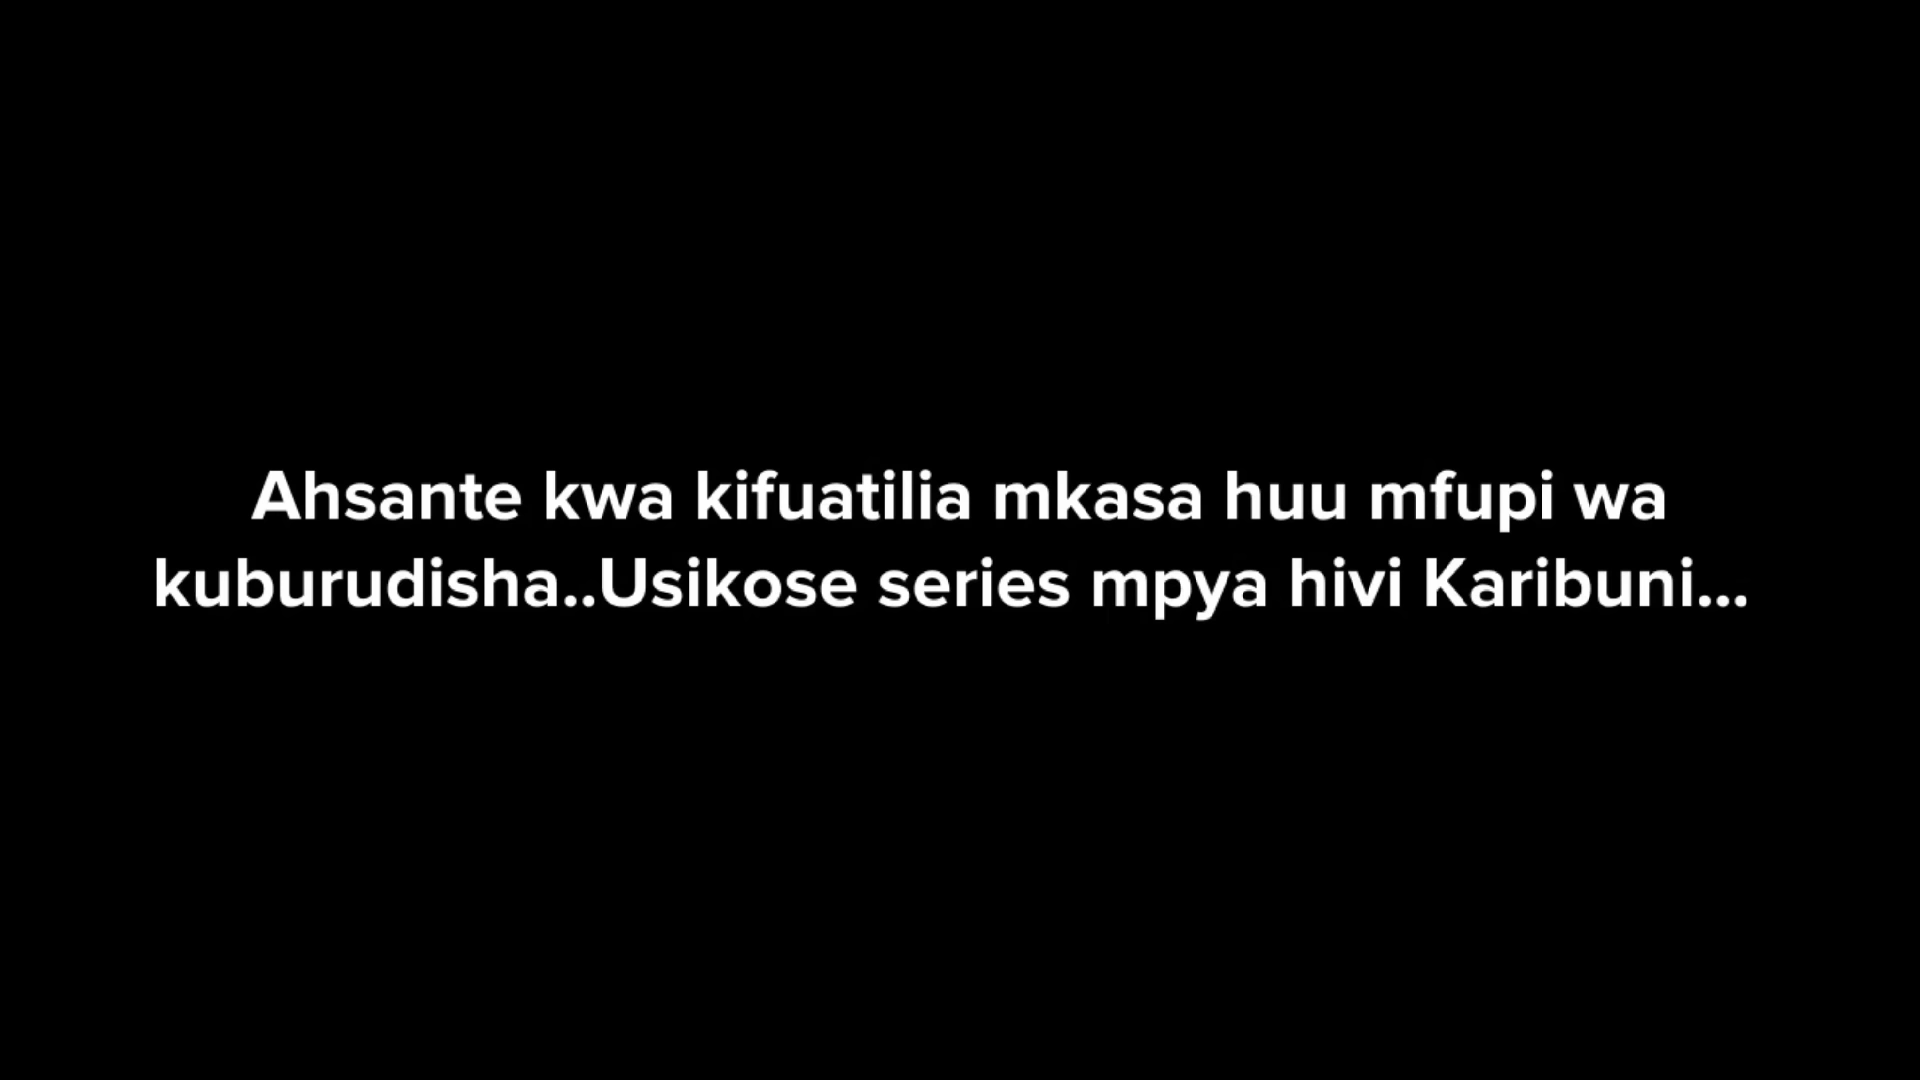 Ahsante kwa kifuatilia mkasa huu mfupi wa
kuburudisha..Usikose series mpya hivi Karibuni...